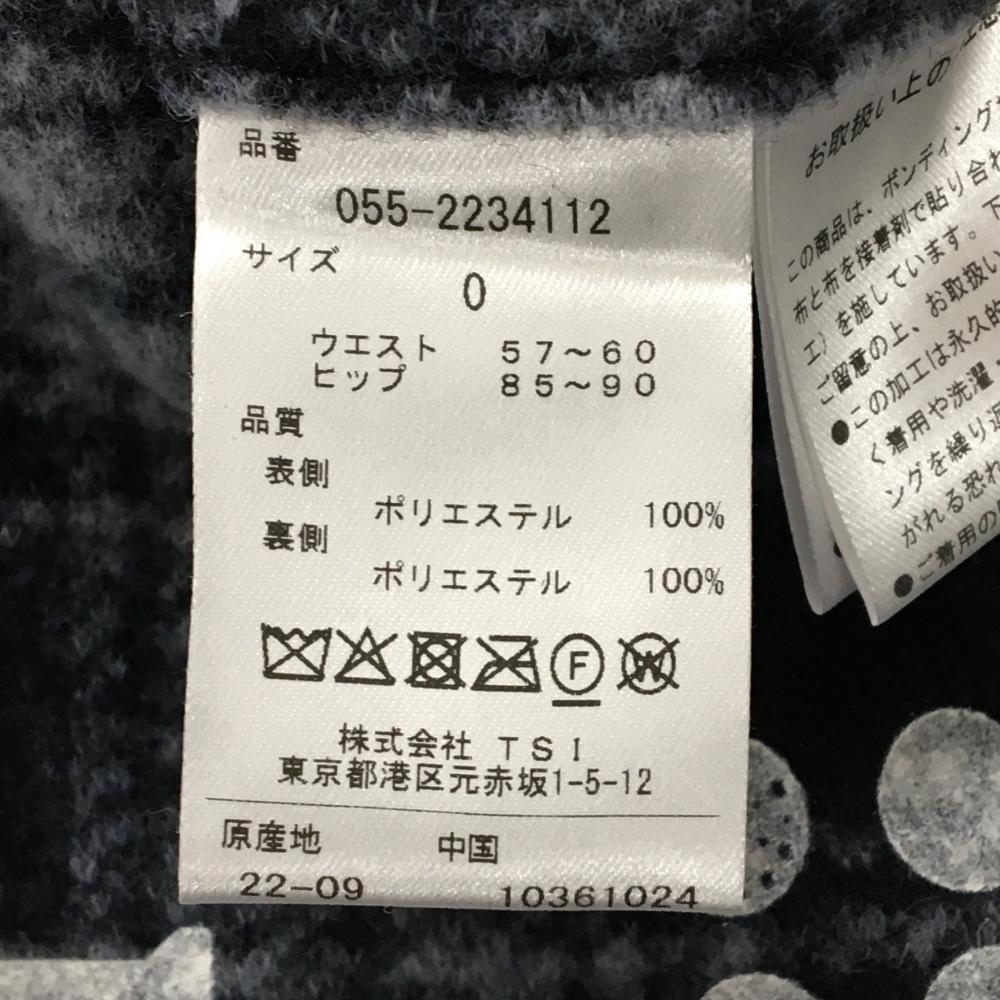 品番
055-2234112
サイズ
0
ウエスト 57～60
ヒップ 85～90
品質
表側
ポリエステル 100%
裏側
ポリエステル 100%
F
W
株式会社 TSI
東京都港区元赤坂1-5-12
原産地 中国
22-09 10361024
お取扱い上の
この商品は、ボンディング
布と布を接着剤で貼り合わ
工）を施しています。 下
ご留意の上、お取扱い
●この加工は永久的
く着用や洗濯・
ングを繰り返
がれる恐れ
●ご着用の